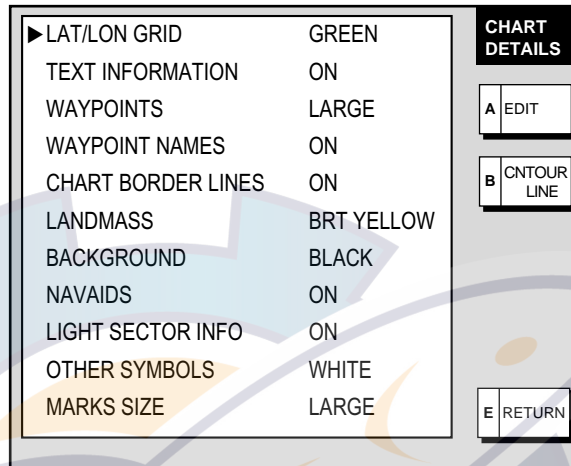 ▶LAT/LON GRID GREEN
TEXT INFORMATION ON
WAYPOINTS LARGE
WAYPOINT NAMES ON
CHART BORDER LINES ON
LANDMASS BRT YELLOW
BACKGROUND BLACK
NAVAIDS ON
LIGHT SECTOR INFO ON
OTHER SYMBOLS WHITE
MARKS SIZE LARGE
CHART
DETAILS
A EDIT
B CNTOUR
LINE
E RETURN